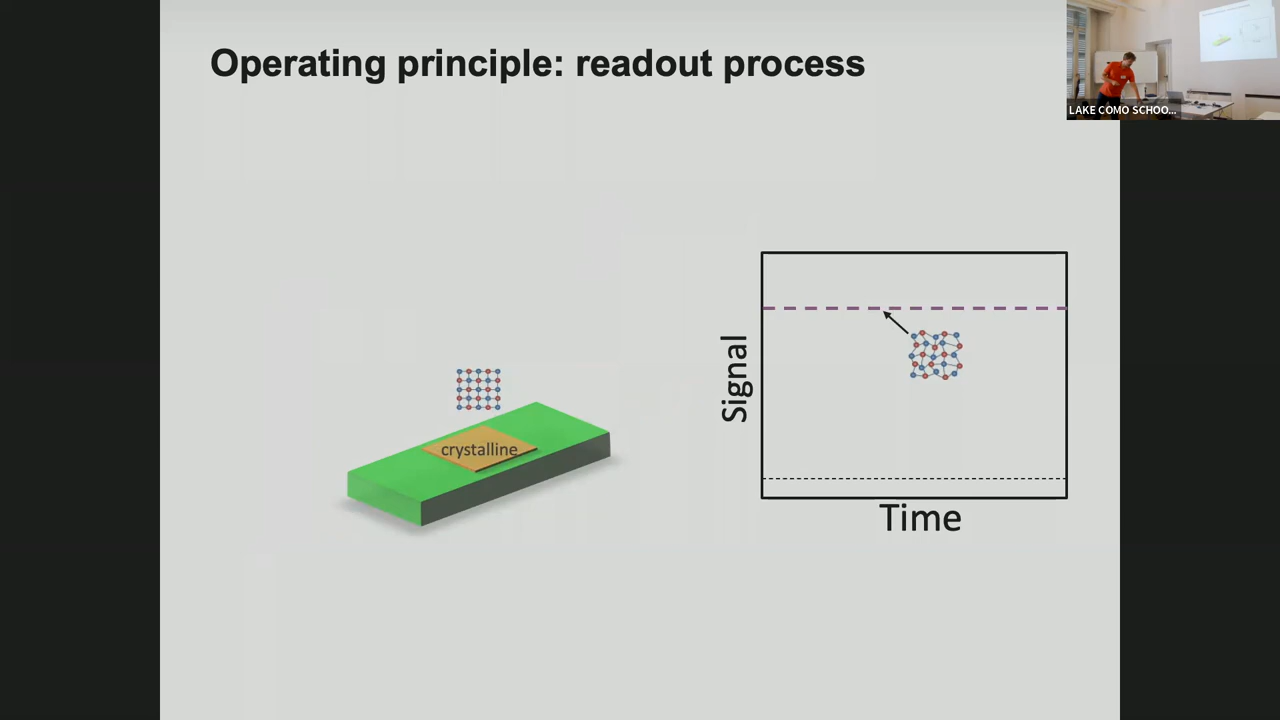 Operating principle: readout process
LAKE COMO SCHOO...
crystalline
Signal
Time